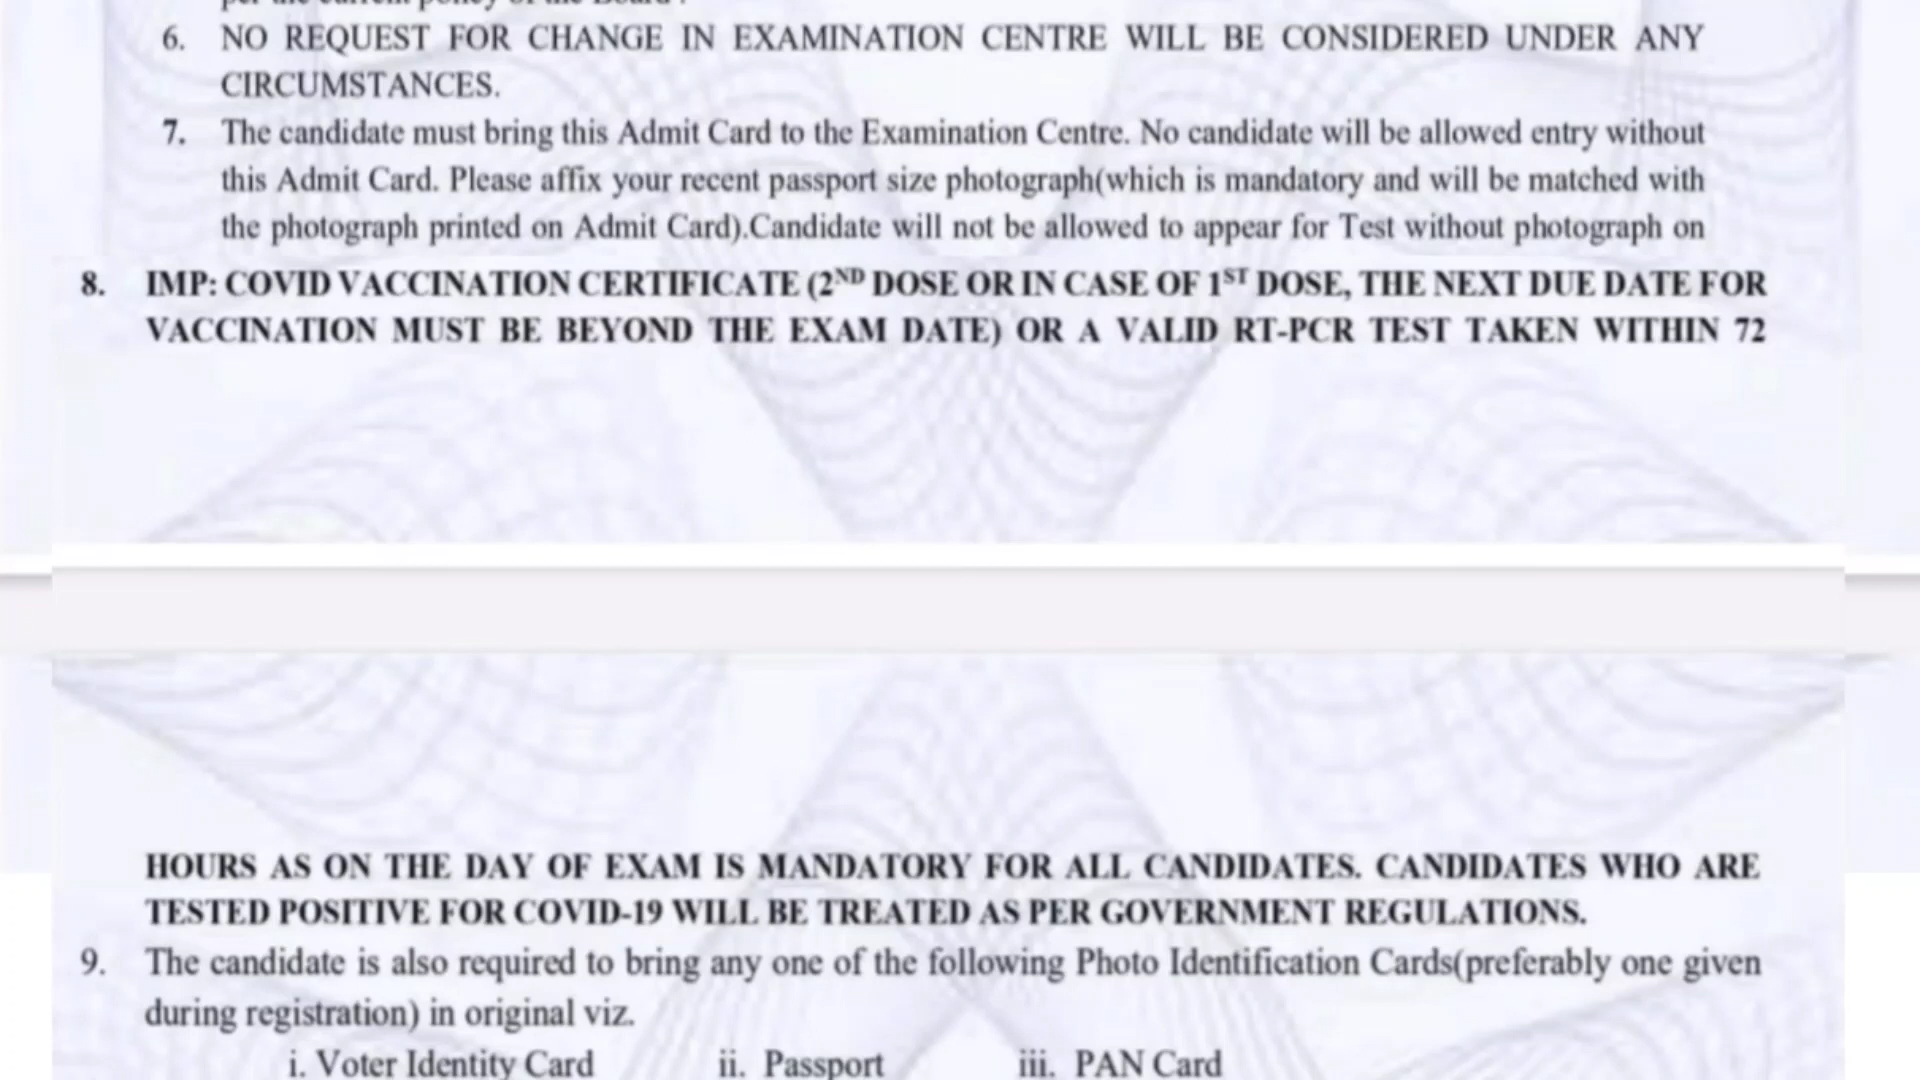 per the current policy of the Board .
6. NO REQUEST FOR CHANGE IN EXAMINATION CENTRE WILL BE CONSIDERED UNDER ANY
CIRCUMSTANCES.
7. The candidate must bring this Admit Card to the Examination Centre. No candidate will be allowed entry without
this Admit Card. Please affix your recent passport size photograph(which is mandatory and will be matched with
the photograph printed on Admit Card).Candidate will not be allowed to appear for Test without photograph on
8. IMP: COVID VACCINATION CERTIFICATE (2ND DOSE OR IN CASE OF 1ST DOSE, THE NEXT DUE DATE FOR
VACCINATION MUST BE BEYOND THE EXAM DATE) OR A VALID RT-PCR TEST TAKEN WITHIN 72
HOURS AS ON THE DAY OF EXAM IS MANDATORY FOR ALL CANDIDATES. CANDIDATES WHO ARE
TESTED POSITIVE FOR COVID-19 WILL BE TREATED AS PER GOVERNMENT REGULATIONS.
9. The candidate is also required to bring any one of the following Photo Identification Cards(preferably one given
during registration) in original viz.
i. Voter Identity Card ii. Passport iii. PAN Card